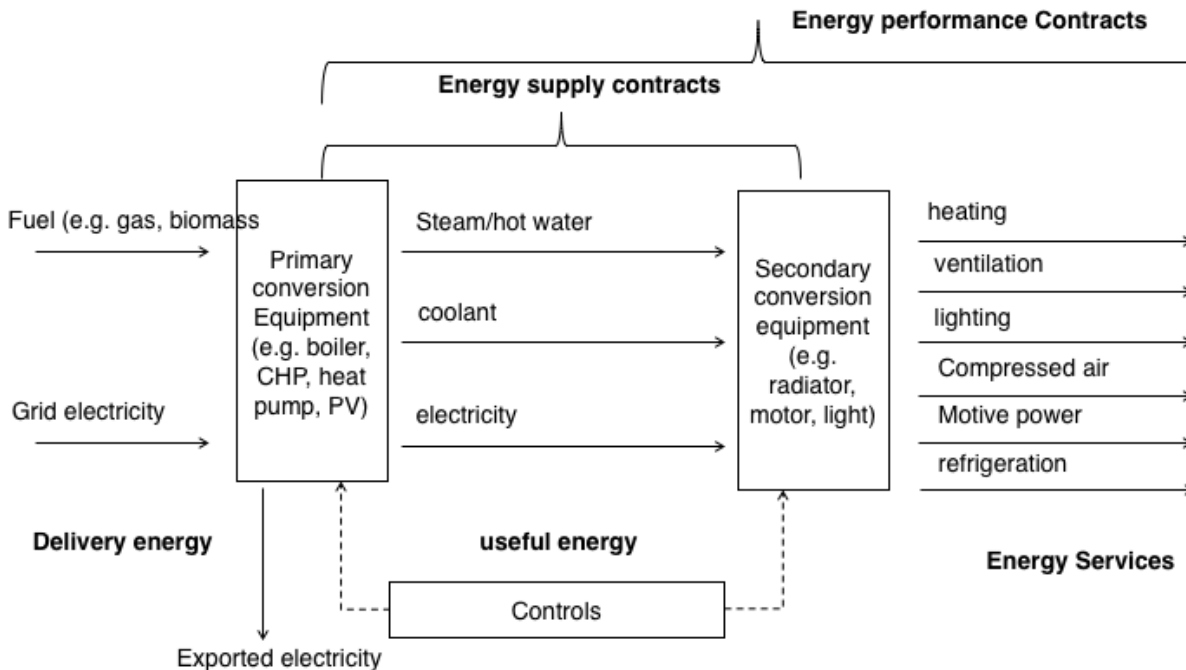 Energy performance Contracts
Energy supply contracts
Fuel (e.g. gas, biomass
Grid electricity
Primary
conversion
Equipment
(e.g. boiler,
CHP, heat
pump, PV)
Steam/hot water
coolant
electricity
Secondary
conversion
equipment
(e.g.
radiator,
motor, light)
heating
ventilation
lighting
Compressed air
Motive power
refrigeration
Delivery energy
useful energy
Energy Services
Controls
Exported electricity